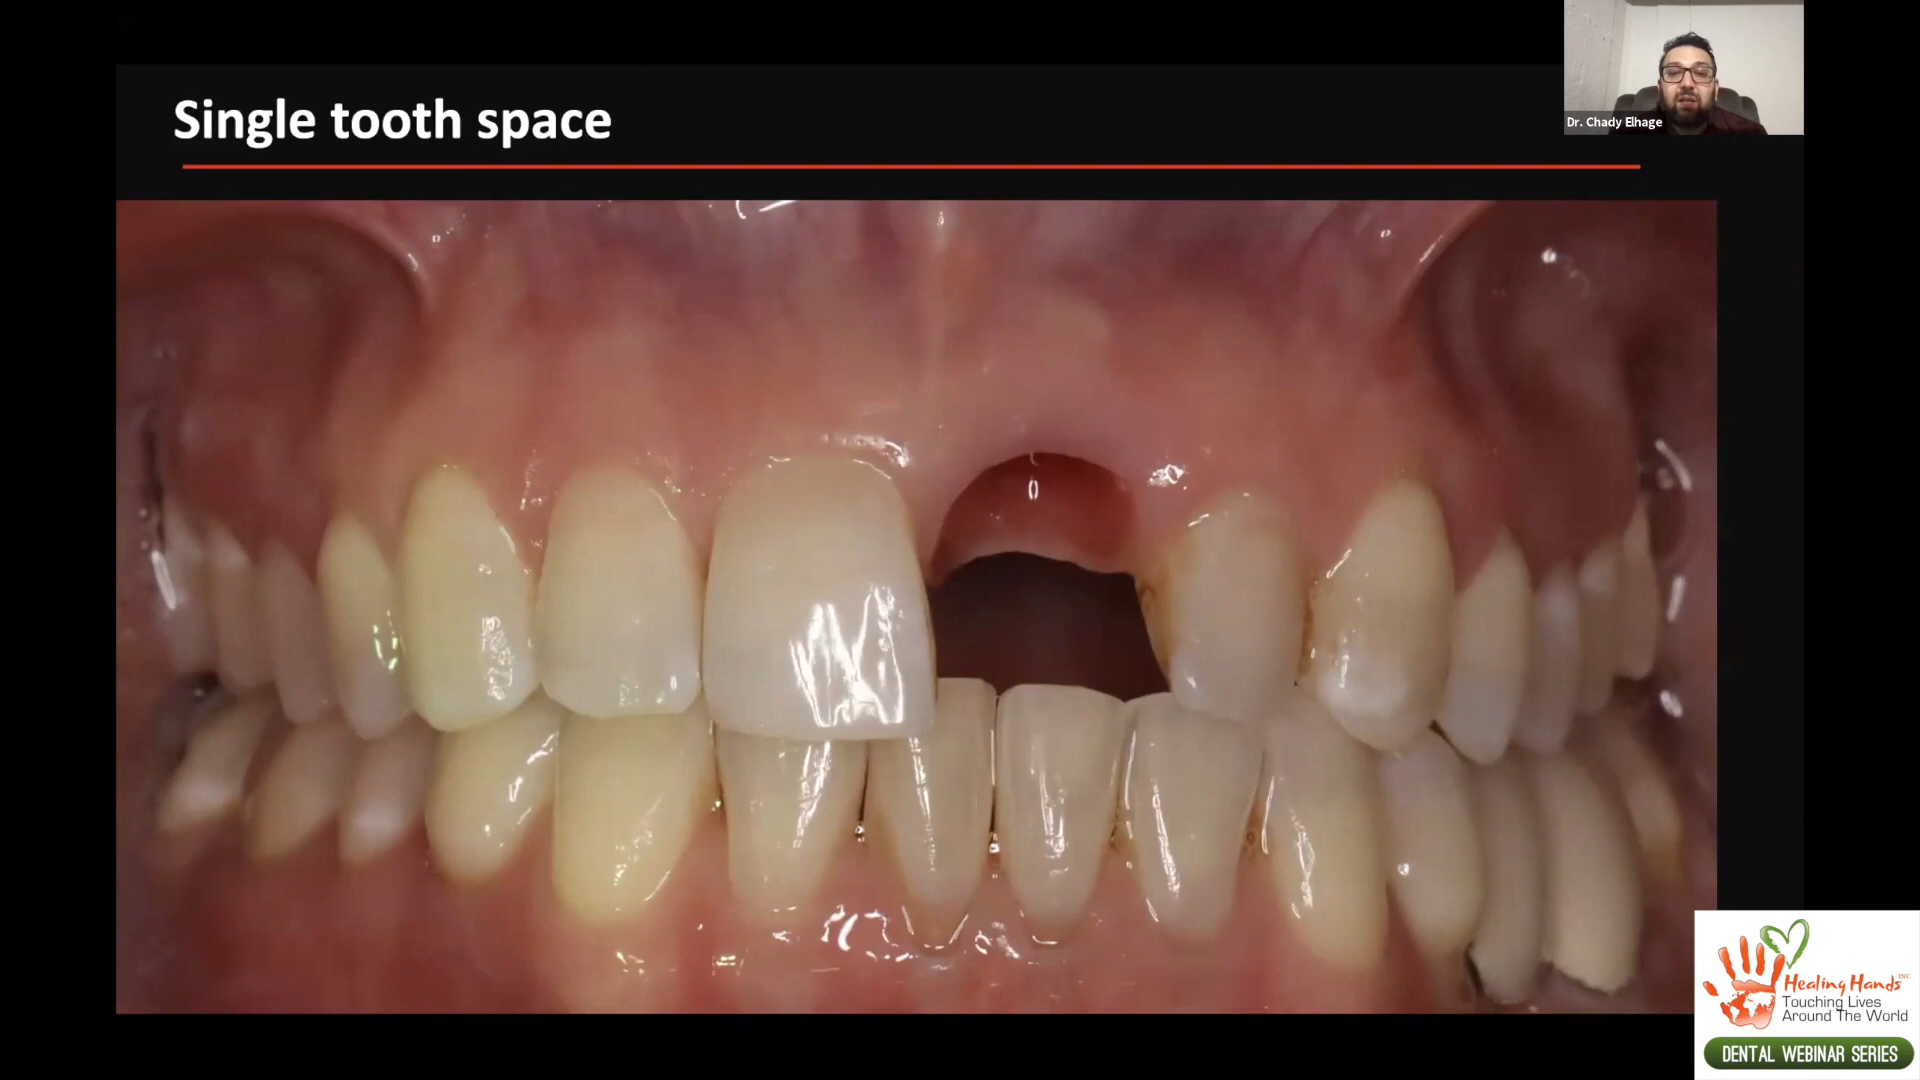 Single tooth space
Dr. Chady Elhage
Healing Hands INC
Touching Lives
Around The World
DENTAL WEBINAR SERIES